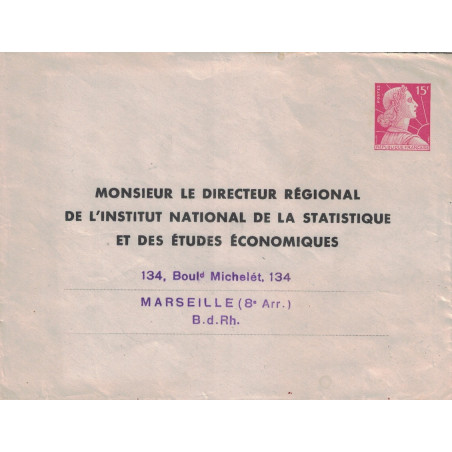 15F
POSTES
MONSIEUR LE DIRECTEUR RÉGIONAL
DE L'INSTITUT NATIONAL DE LA STATISTIQUE
ET DES ÉTUDES ÉCONOMIQUES
134, Boulᵈ Michelét, 134
MARSEILLE (8ᵉ Arr.)
B.d.Rh.